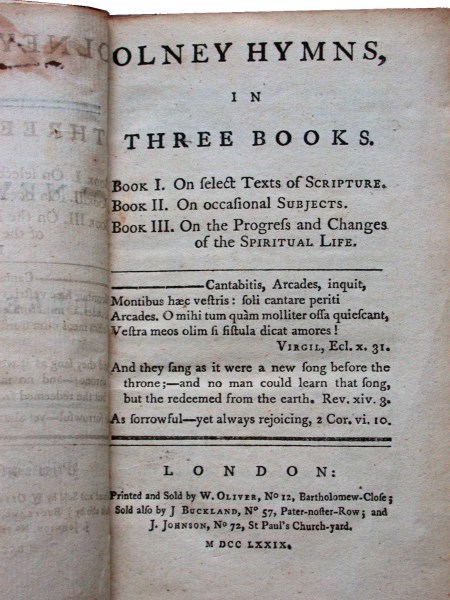 OLNEY HYMNS,
IN
THREE BOOKS.
Book I. On ſelect Texts of Scripture.
Book II. On occaſional Subjects.
Book III. On the Progreſs and Changes
of the Spiritual Life.
Cantabitis, Arcades, inquit,
Montibus hæc veſtris : ſoli cantare periti
Arcades. O mihi tum quàm molliter oſſa quieſcant,
Veſtra meos olim ſi fiſtula dicat amores !
Virgil, Ecl. x. 31.
And they ſang as it were a new ſong before the
throne;—and no man could learn that ſong,
but the redeemed from the earth. Rev. xiv. 3.
As ſorrowful—yet always rejoicing, 2 Cor. vi. 10.
LONDON:
Printed and Sold by W. Oliver, No 12, Bartholomew-Cloſe;
Sold alſo by J Buckland, No 57, Pater-noſter-Row; and
J. Johnson, No 72, St Paul's Church-yard.
M DCC LXXIX.